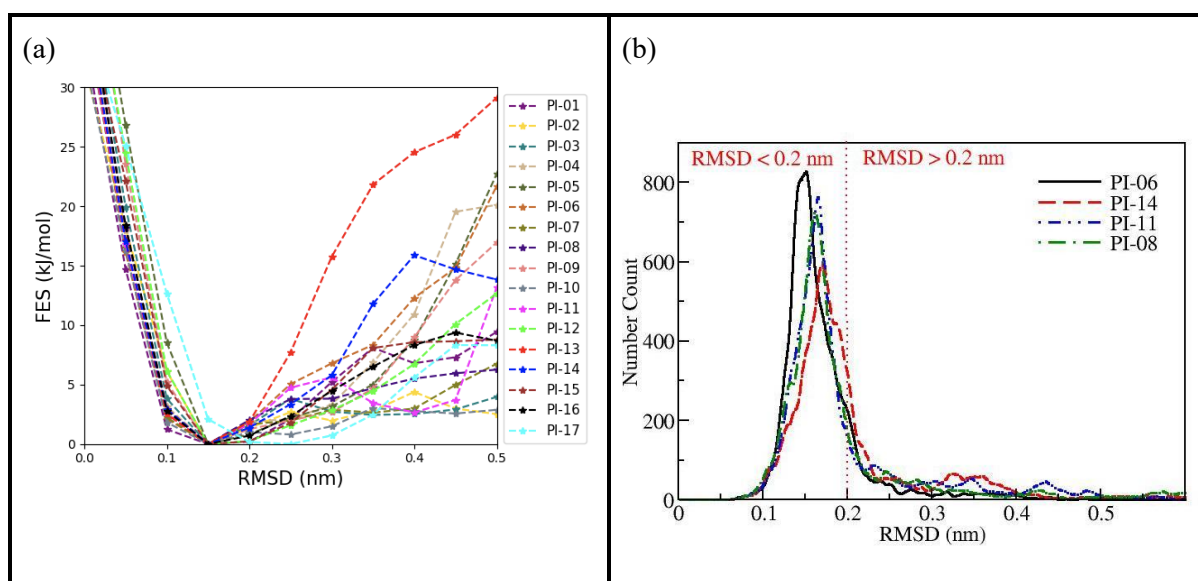 (a)
30
25
20
15
10
5
0
FES (kJ/mol)
0.0 0.1 0.2 0.3 0.4 0.5
RMSD (nm)
PI-01
PI-02
PI-03
PI-04
PI-05
PI-06
PI-07
PI-08
PI-09
PI-10
PI-11
PI-12
PI-13
PI-14
PI-15
PI-16
PI-17
(b)
RMSD < 0.2 nm RMSD > 0.2 nm
PI-06
PI-14
PI-11
PI-08
800
600
400
200
0
Number Count
0 0.1 0.2 0.3 0.4 0.5
RMSD (nm)